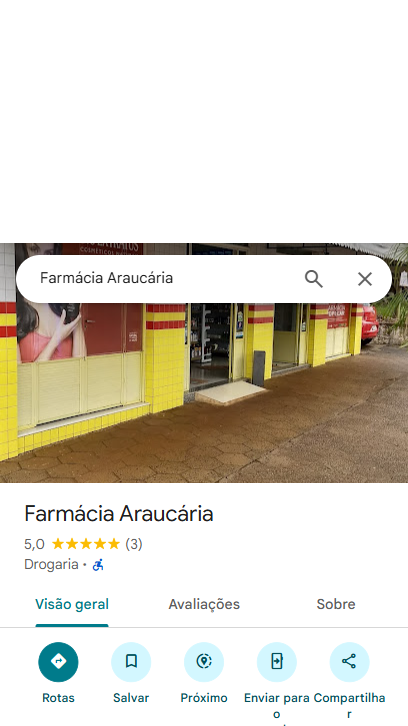 Farmácia Araucária
Farmácia Araucária
5,0 (3)
Drogaria ·
Visão geral
Avaliações
Sobre
Rotas
Salvar
Próximo
Enviar para o
Compartilhar